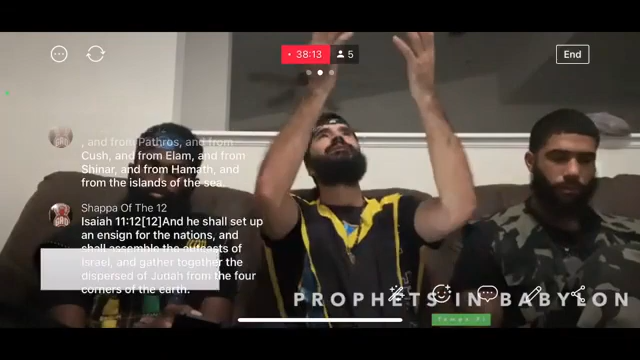 38:13
5
End
, and from Pathros, and from
Cush, and from Elam, and from
Shinar, and from Hamath, and
from the islands of the sea.
Shappa Of The 12
Isaiah 11:12[12]And he shall set up
an ensign for the nations, and
shall assemble the outcasts of
Israel, and gather together the
dispersed of Judah from the four
corners of the earth.
PROPHETS IN BABYLON